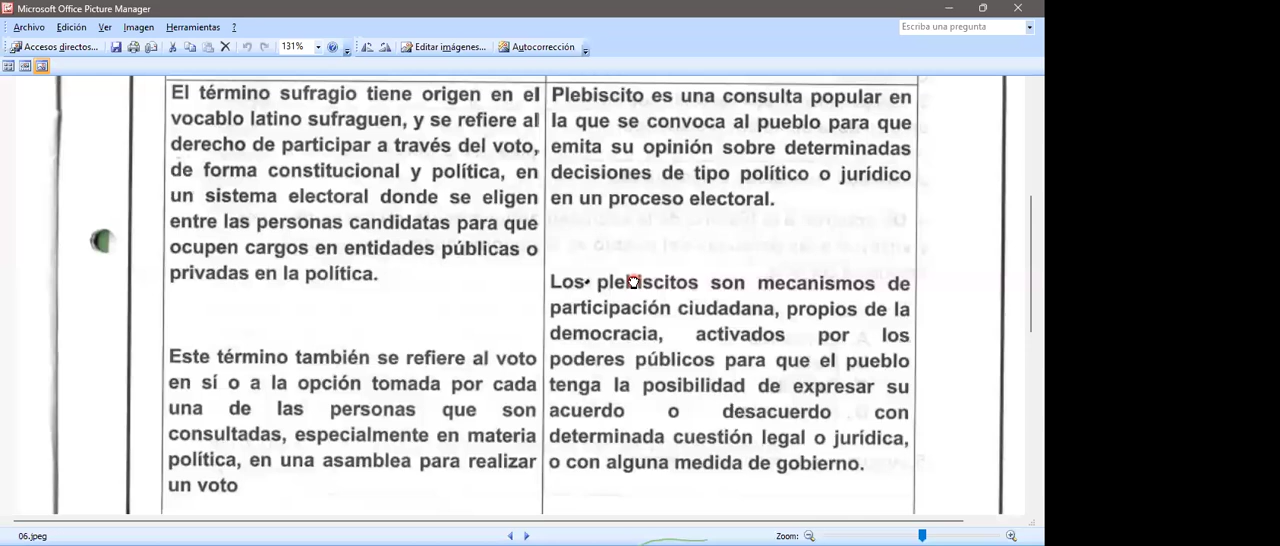 Microsoft Office Picture Manager
Archivo Edición Ver Imagen Herramientas ?
Escriba una pregunta
Accesos directos... 131% Editar imágenes... Autocorrección
El término sufragio tiene origen en el
vocablo latino sufraguen, y se refiere al
derecho de participar a través del voto,
de forma constitucional y política, en
un sistema electoral donde se eligen
entre las personas candidatas para que
ocupen cargos en entidades públicas o
privadas en la política.
Este término también se refiere al voto
en sí o a la opción tomada por cada
una de las personas que son
consultadas, especialmente en materia
política, en una asamblea para realizar
un voto
Plebiscito es una consulta popular en
la que se convoca al pueblo para que
emita su opinión sobre determinadas
decisiones de tipo político o jurídico
en un proceso electoral.
Los plebiscitos son mecanismos de
participación ciudadana, propios de la
democracia, activados por los
poderes públicos para que el pueblo
tenga la posibilidad de expresar su
acuerdo o desacuerdo con
determinada cuestión legal o jurídica,
o con alguna medida de gobierno.
06.jpeg
Zoom: